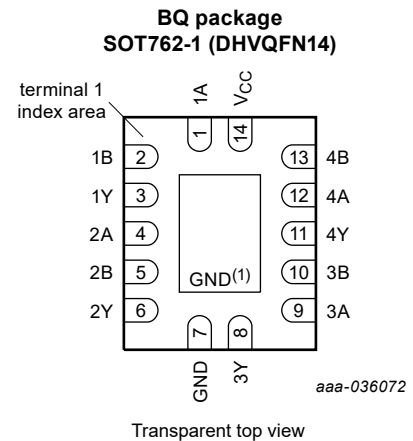 BQ package
SOT762-1 (DHVQFN14)
terminal 1
index area
1A
VCC
1
14
1B 2
13 4B
1Y 3
12 4A
2A 4
11 4Y
2B 5
10 3B
2Y 6
9 3A
GND(1)
7
8
GND
3Y
aaa-036072
Transparent top view